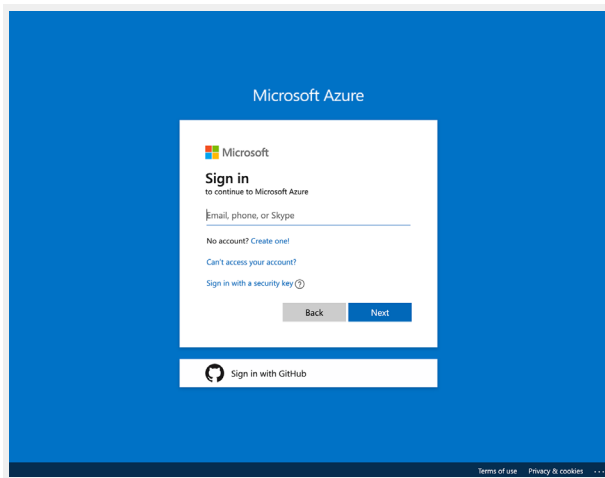 Microsoft Azure
Microsoft
Sign in
to continue to Microsoft Azure
Email, phone, or Skype
No account? Create one!
Can't access your account?
Sign in with a security key ?
Back Next
Sign in with GitHub
Terms of use Privacy & cookies ...